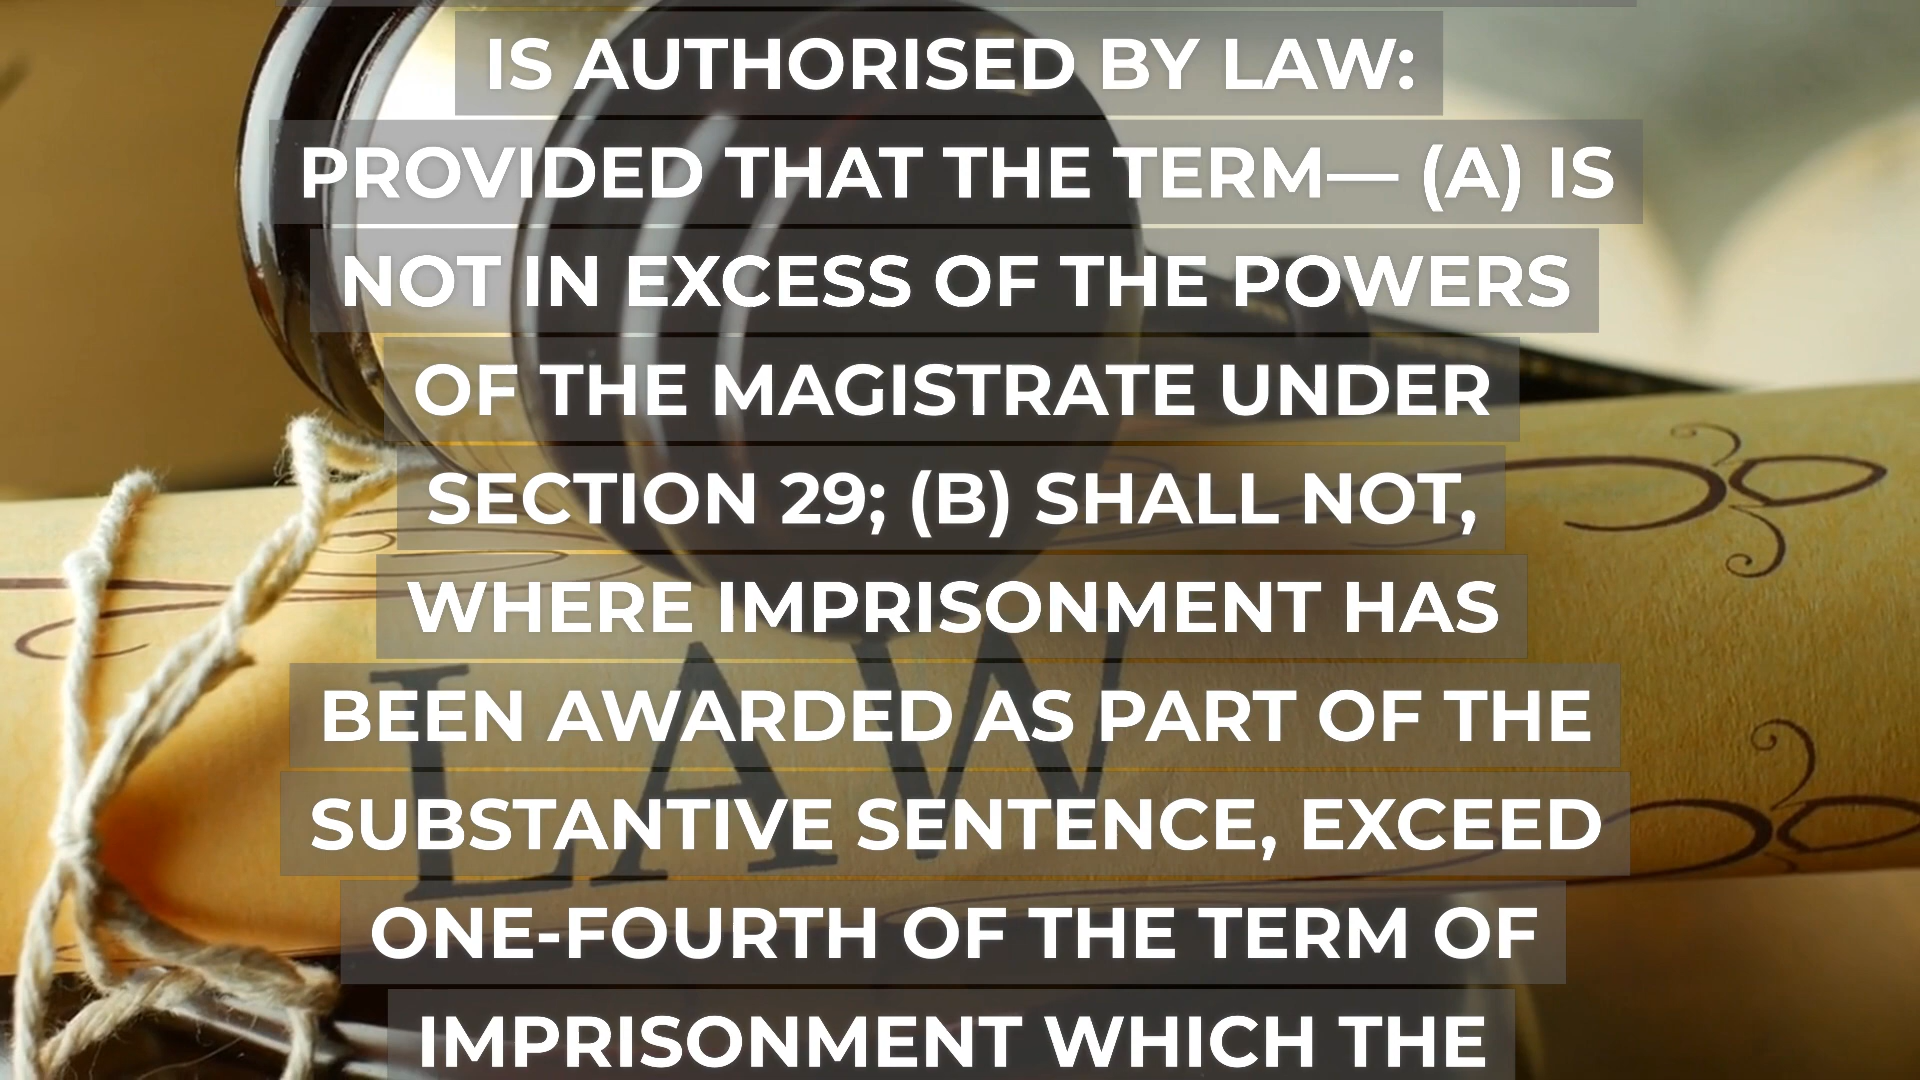 IS AUTHORISED BY LAW:
PROVIDED THAT THE TERM— (A) IS
NOT IN EXCESS OF THE POWERS
OF THE MAGISTRATE UNDER
SECTION 29; (B) SHALL NOT,
WHERE IMPRISONMENT HAS
BEEN AWARDED AS PART OF THE
SUBSTANTIVE SENTENCE, EXCEED
ONE-FOURTH OF THE TERM OF
IMPRISONMENT WHICH THE
LAW